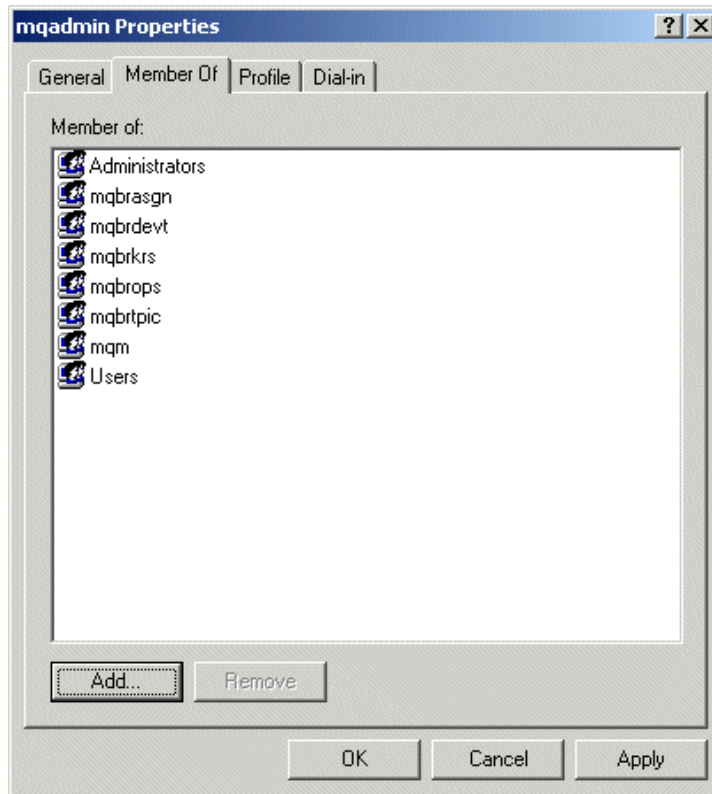 mqadmin Properties ? X
General Member Of Profile Dial-in
Member of:
Administrators
mqbrasgn
mqbrdevt
mqbrkrs
mqbrops
mqbrtpic
mqm
Users
Add... Remove
OK Cancel Apply